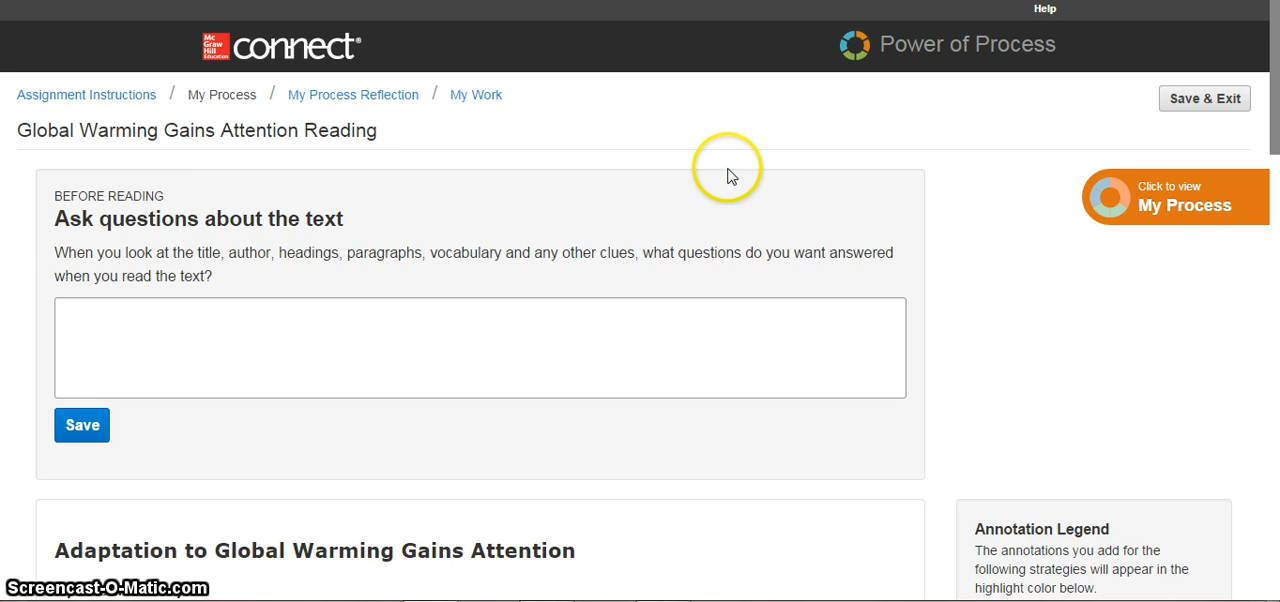 Help
Mc
Graw
Hill
Education
connect®
Power of Process
Assignment Instructions / My Process / My Process Reflection / My Work
Save & Exit
Global Warming Gains Attention Reading
Click to view
My Process
BEFORE READING
Ask questions about the text
When you look at the title, author, headings, paragraphs, vocabulary and any other clues, what questions do you want answered
when you read the text?
Save
Adaptation to Global Warming Gains Attention
Annotation Legend
The annotations you add for the
following strategies will appear in the
highlight color below.
Screencast-O-Matic.com